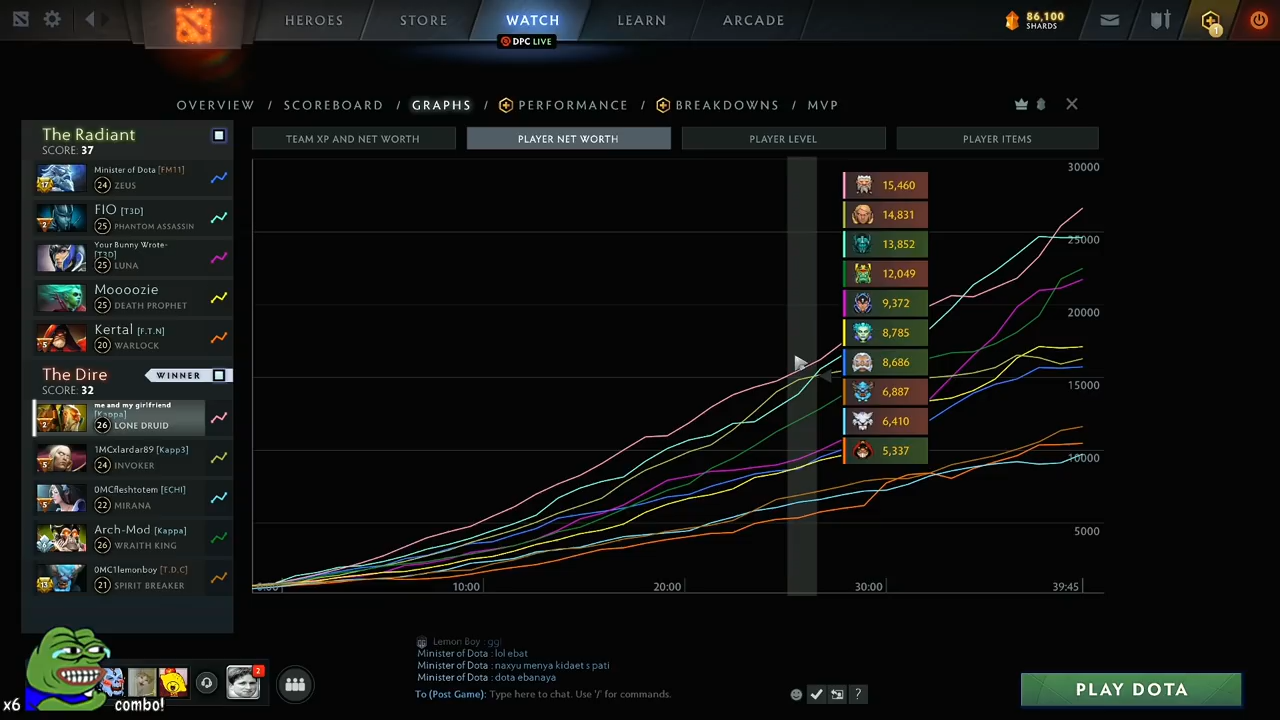 HEROES STORE WATCH LEARN ARCADE
DPC LIVE
86,100
SHARDS
1
OVERVIEW / SCOREBOARD / GRAPHS / PERFORMANCE / BREAKDOWNS / MVP
TEAM XP AND NET WORTH PLAYER NET WORTH PLAYER LEVEL PLAYER ITEMS
The Radiant
SCORE: 37
Minister of Dota [FM11]
24 ZEUS
FIO [T3D]
25 PHANTOM ASSASSIN
Your Bunny Wrote-
[T3D]
25 LUNA
Moooozie
25 DEATH PROPHET
Kertal [F.T.N]
20 WARLOCK
The Dire
WINNER
SCORE: 32
me and my girlfriend
[Kappa]
26 LONE DRUID
1MCxlardar89 [Kapp3]
24 INVOKER
0MCfleshtotem [ECHI]
22 MIRANA
Arch-Mod [Kappa]
26 WRAITH KING
0MC1lemonboy [T.D.C]
21 SPIRIT BREAKER
15,460
14,831
13,852
12,049
9,372
8,785
8,686
6,887
6,410
5,337
30000
25000
20000
15000
10000
5000
10:00 20:00 30:00 39:45
Lemon Boy : gg!
Minister of Dota : lol ebat
Minister of Dota : naxyu menya kidaet s pati
Minister of Dota : dota ebanaya
To (Post Game): Type here to chat. Use '/' for commands.
?
2
x6 combo!
PLAY DOTA